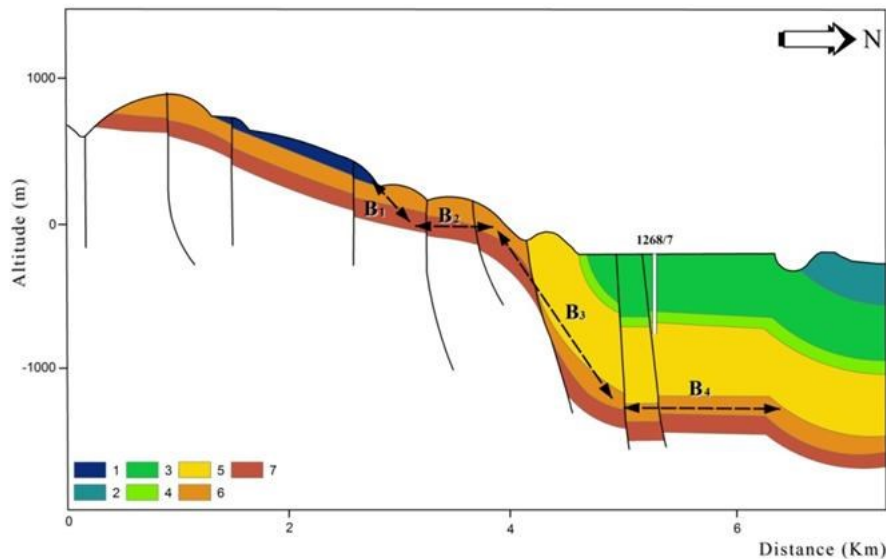 N
1000
0
-1000
Altitude (m)
B1
B2
B3
B4
1268/7
1 3 5 7
2 4 6
0 2 4 6
Distance (Km)